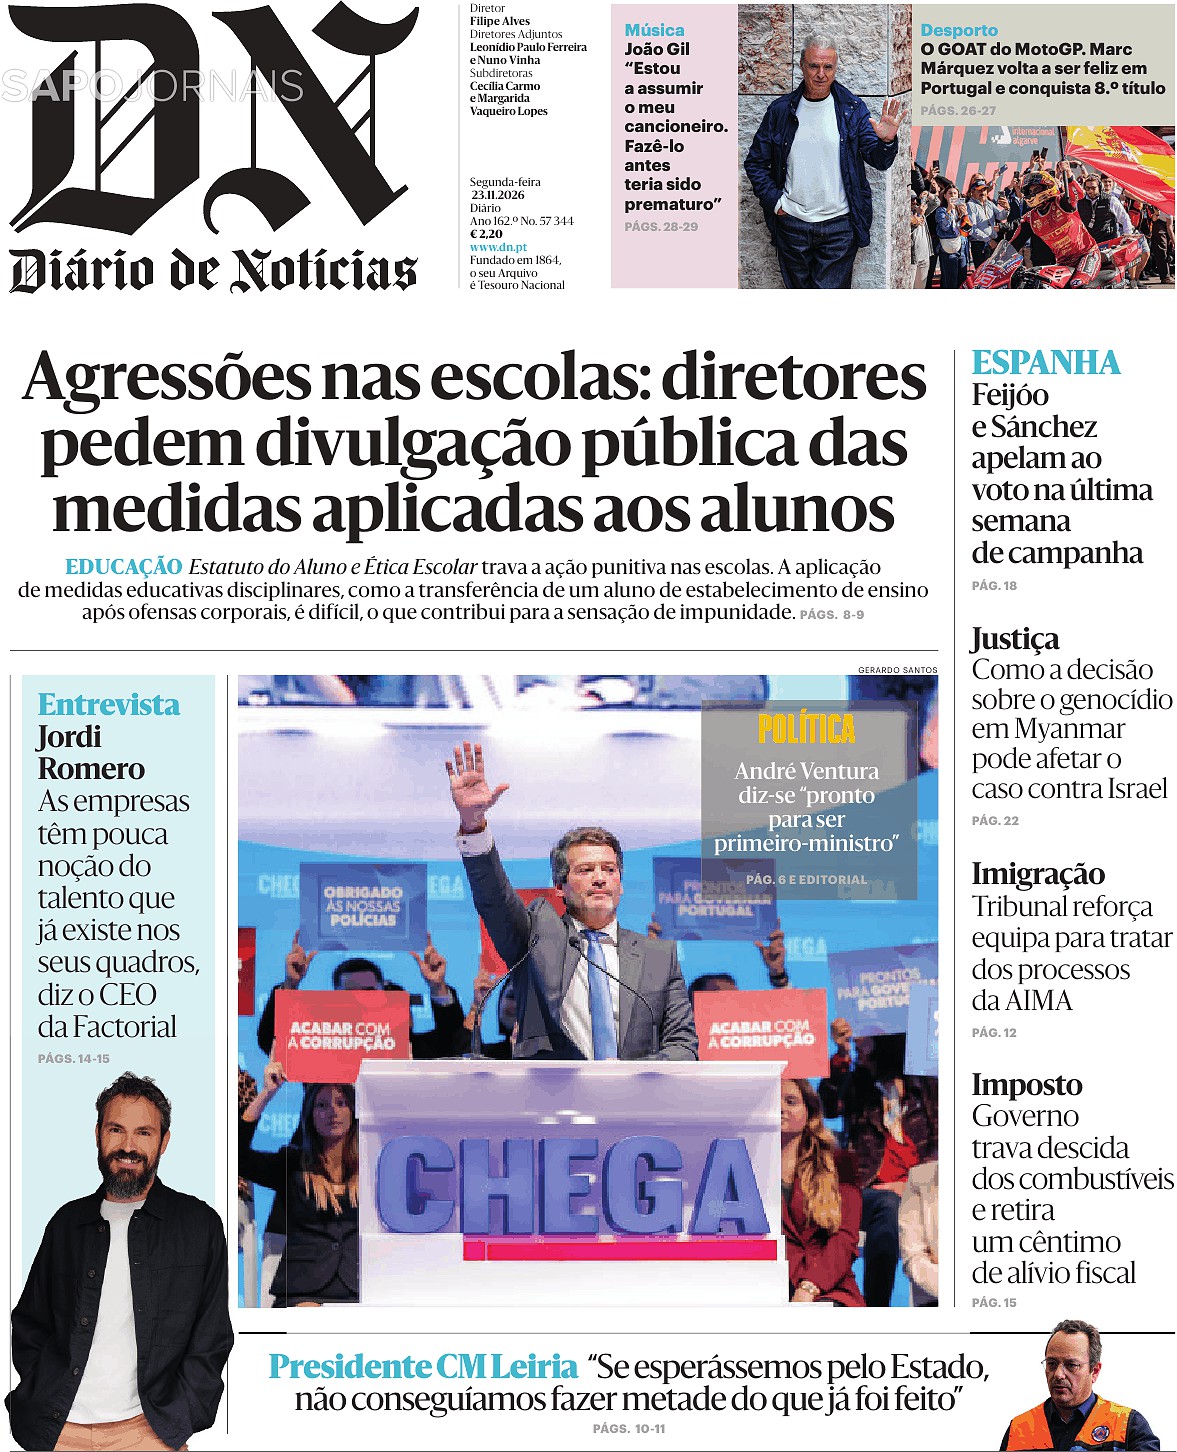 DN
SAPOJORNAIS
Diário de Notícias
Diretor
Filipe Alves
Diretores Adjuntos
Leonídio Paulo Ferreira
e Nuno Vinha
Subdiretoras
Cecília Carmo
e Margarida
Vaqueiro Lopes
Segunda-feira
23.11.2026
Diário
Ano 162.º No. 57 344
€ 2,20
www.dn.pt
Fundado em 1864,
o seu Arquivo
é Tesouro Nacional
Música
João Gil
“Estou
a assumir
o meu
cancioneiro.
Fazê-lo
antes
teria sido
prematuro”
PÁGS. 28-29
Desporto
O GOAT do MotoGP. Marc
Márquez volta a ser feliz em
Portugal e conquista 8.º título
PÁGS. 26-27
internacional
algarve
Agressões nas escolas: diretores
pedem divulgação pública das
medidas aplicadas aos alunos
EDUCAÇÃO Estatuto do Aluno e Ética Escolar trava a ação punitiva nas escolas. A aplicação
de medidas educativas disciplinares, como a transferência de um aluno de estabelecimento de ensino
após ofensas corporais, é difícil, o que contribui para a sensação de impunidade. PÁGS. 8-9
ESPANHA
Feijóo
e Sánchez
apelam ao
voto na última
semana
de campanha
PÁG. 18
Justiça
Como a decisão
sobre o genocídio
em Myanmar
pode afetar o
caso contra Israel
PÁG. 22
Imigração
Tribunal reforça
equipa para tratar
dos processos
da AIMA
PÁG. 12
Imposto
Governo
trava descida
dos combustíveis
e retira
um cêntimo
de alívio fiscal
PÁG. 15
Entrevista
Jordi
Romero
As empresas
têm pouca
noção do
talento que
já existe nos
seus quadros,
diz o CEO
da Factorial
PÁGS. 14-15
GERARDO SANTOS
POLÍTICA
André Ventura
diz-se “pronto
para ser
primeiro-ministro”
PÁG. 6 E EDITORIAL
OBRIGADO
ÀS NOSSAS
POLÍCIAS
PRONTOS
PARA GOVERNAR
PORTUGAL
CHEGA
PRONTOS
PARA GOVERNAR
PORTUGAL
ACABAR COM
A CORRUPÇÃO
ACABAR COM
A CORRUPÇÃO
CHEGA
Presidente CM Leiria “Se esperássemos pelo Estado,
não conseguíamos fazer metade do que já foi feito”
PÁGS. 10-11